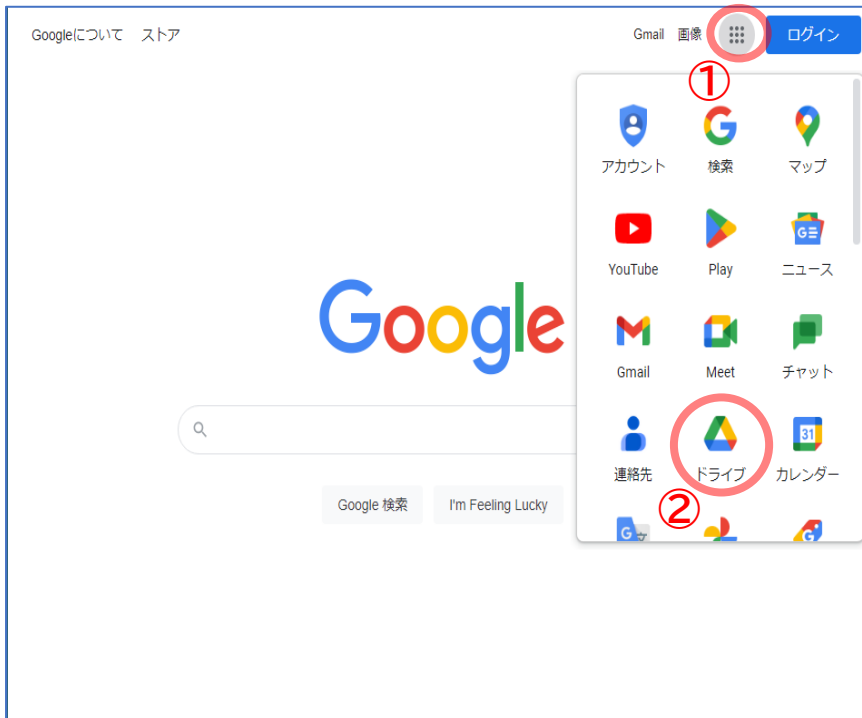 Googleについて ストア Gmail 画像 ログイン
①
アカウント 検索 マップ
G≡
YouTube Play ニュース
Google
Gmail Meet チャット
31
連絡先 ドライブ カレンダー
②
Google 検索 I'm Feeling Lucky
G 文